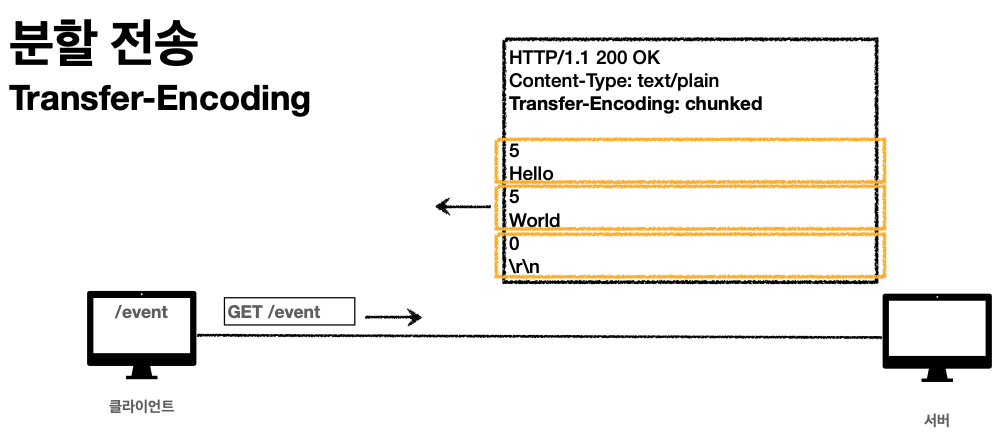 분할 전송
Transfer-Encoding
HTTP/1.1 200 OK
Content-Type: text/plain
Transfer-Encoding: chunked
5
Hello
5
World
0
\r\n
/event
GET /event
클라이언트
서버